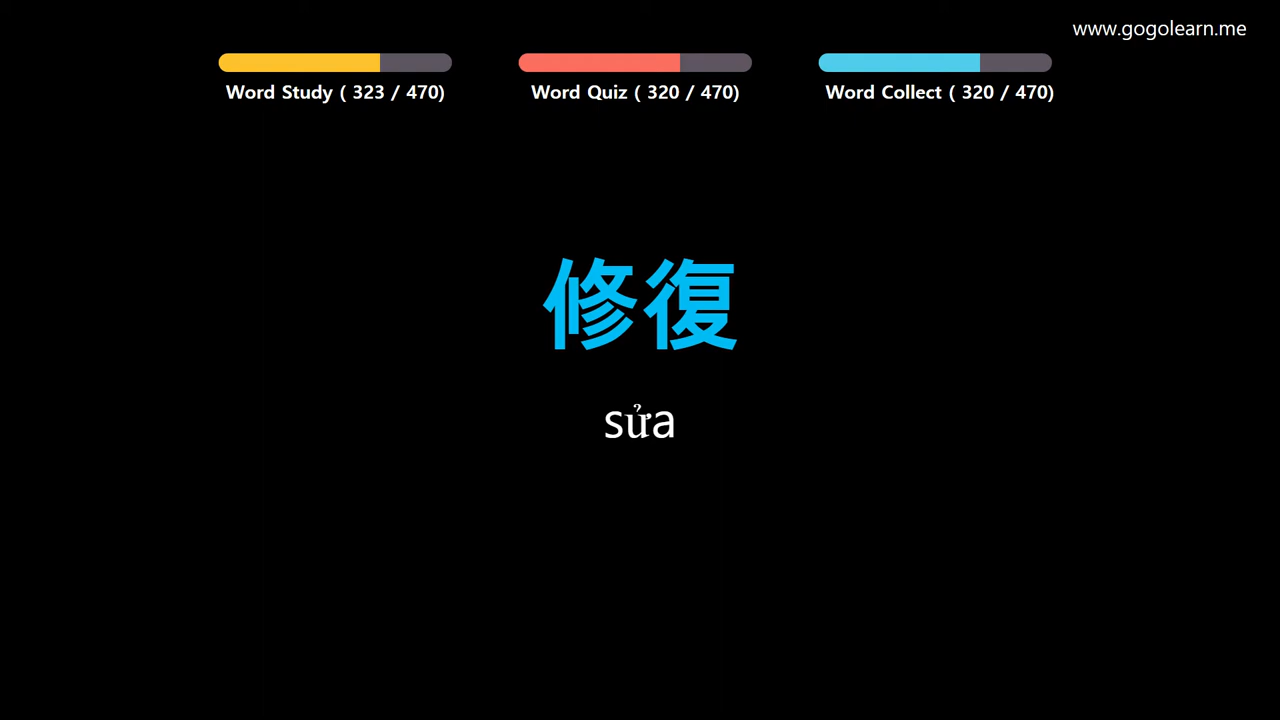 www.gogolearn.me
Word Study ( 323 / 470)
Word Quiz ( 320 / 470)
Word Collect ( 320 / 470)
修復
sửa